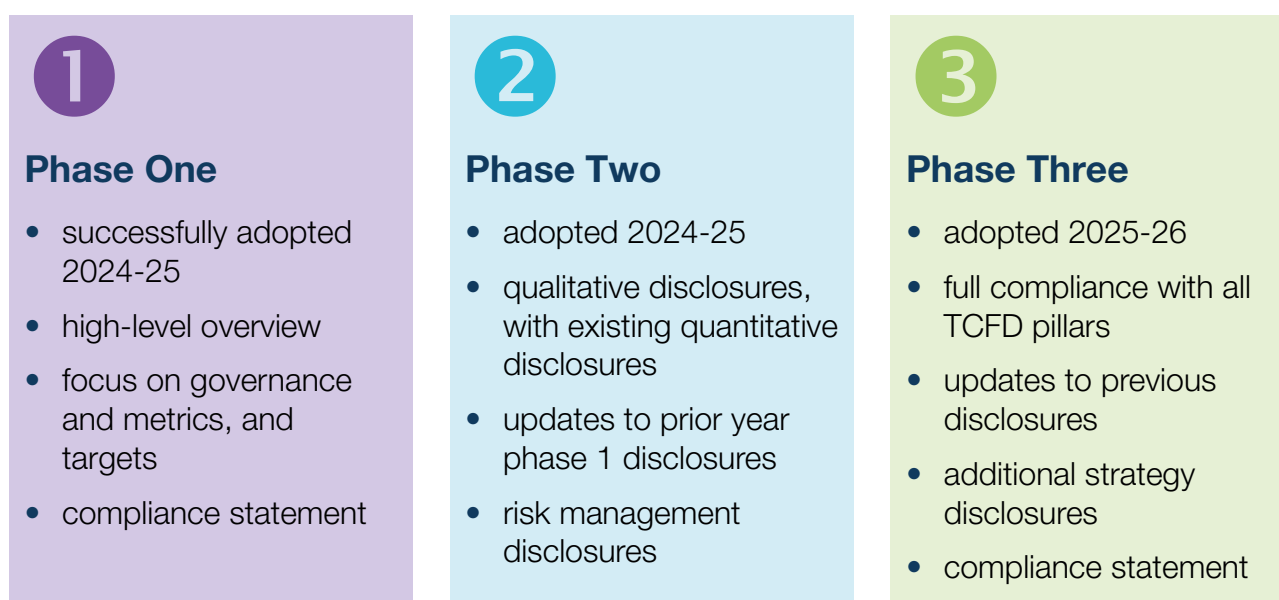 1
Phase One
• successfully adopted
2024-25
• high-level overview
• focus on governance
and metrics, and
targets
• compliance statement
2
Phase Two
• adopted 2024-25
• qualitative disclosures,
with existing quantitative
disclosures
• updates to prior year
phase 1 disclosures
• risk management
disclosures
3
Phase Three
• adopted 2025-26
• full compliance with all
TCFD pillars
• updates to previous
disclosures
• additional strategy
disclosures
• compliance statement